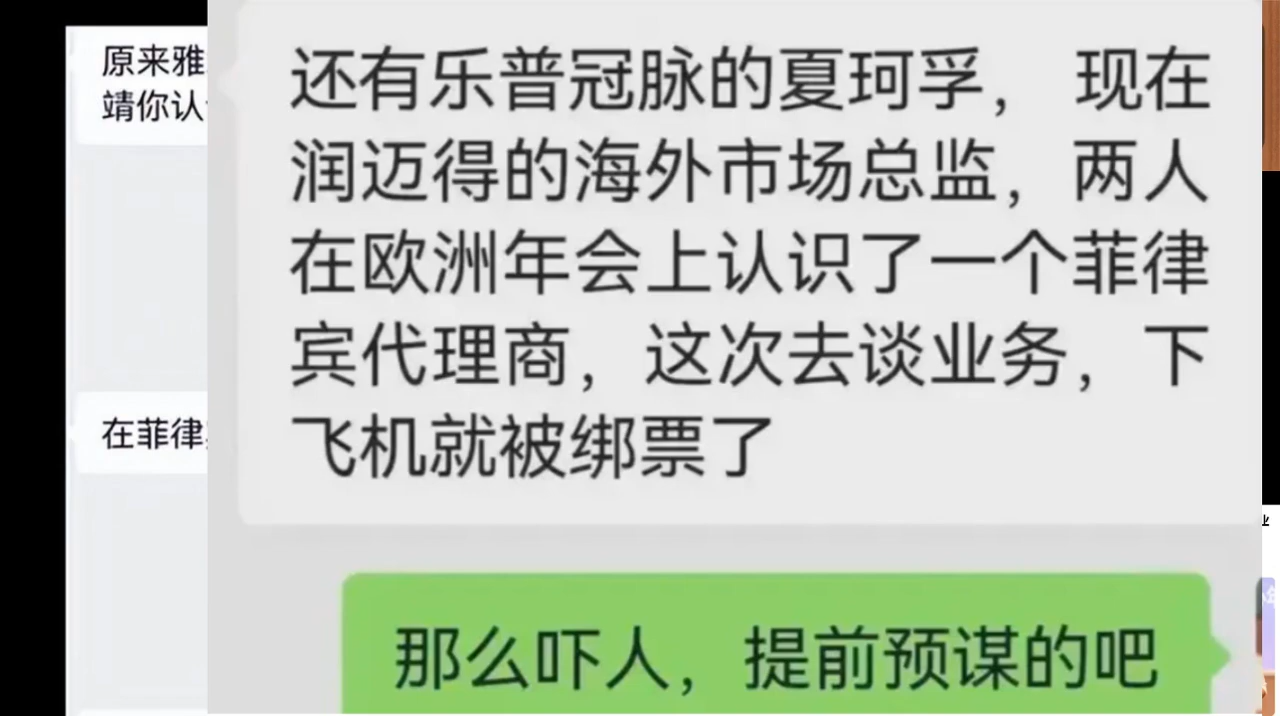 原来雅
靖你认
在菲律
还有乐普冠脉的夏珂孚，现在
润迈得的海外市场总监，两人
在欧洲年会上认识了一个菲律
宾代理商，这次去谈业务，下
飞机就被绑票了
那么吓人，提前预谋的吧
业